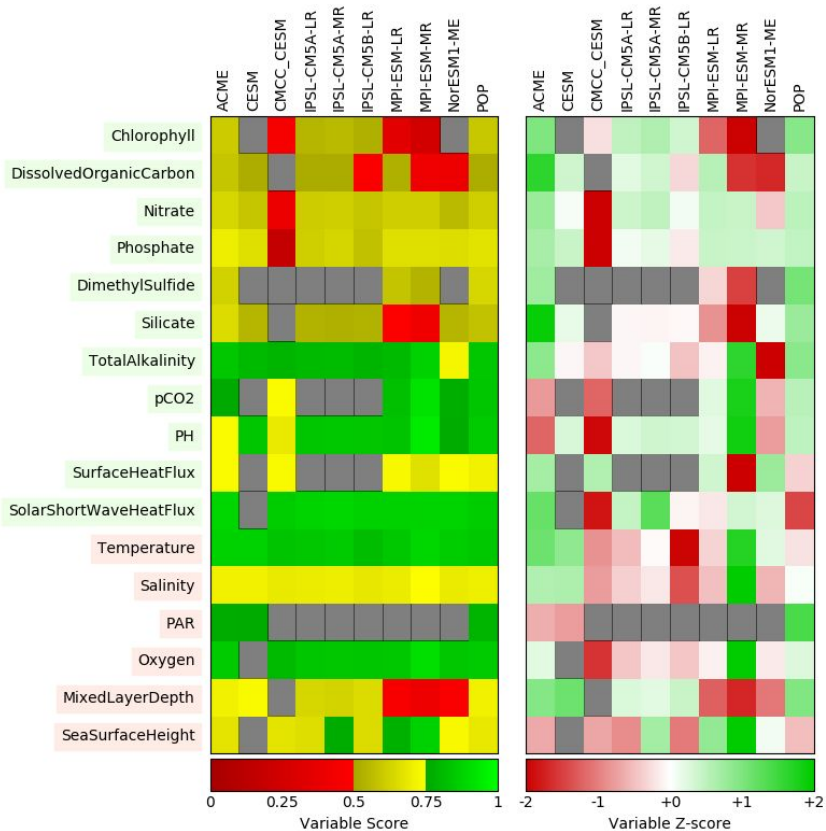 ACME
CESM
CMCC_CESM
IPSL-CM5A-LR
IPSL-CM5A-MR
IPSL-CM5B-LR
MPI-ESM-LR
MPI-ESM-MR
NorESM1-ME
POP
ACME
CESM
CMCC_CESM
IPSL-CM5A-LR
IPSL-CM5A-MR
IPSL-CM5B-LR
MPI-ESM-LR
MPI-ESM-MR
NorESM1-ME
POP
Chlorophyll
DissolvedOrganicCarbon
Nitrate
Phosphate
DimethylSulfide
Silicate
TotalAlkalinity
pCO2
PH
SurfaceHeatFlux
SolarShortWaveHeatFlux
Temperature
Salinity
PAR
Oxygen
MixedLayerDepth
SeaSurfaceHeight
0 0.25 0.5 0.75 1
Variable Score
-2 -1 +0 +1 +2
Variable Z-score